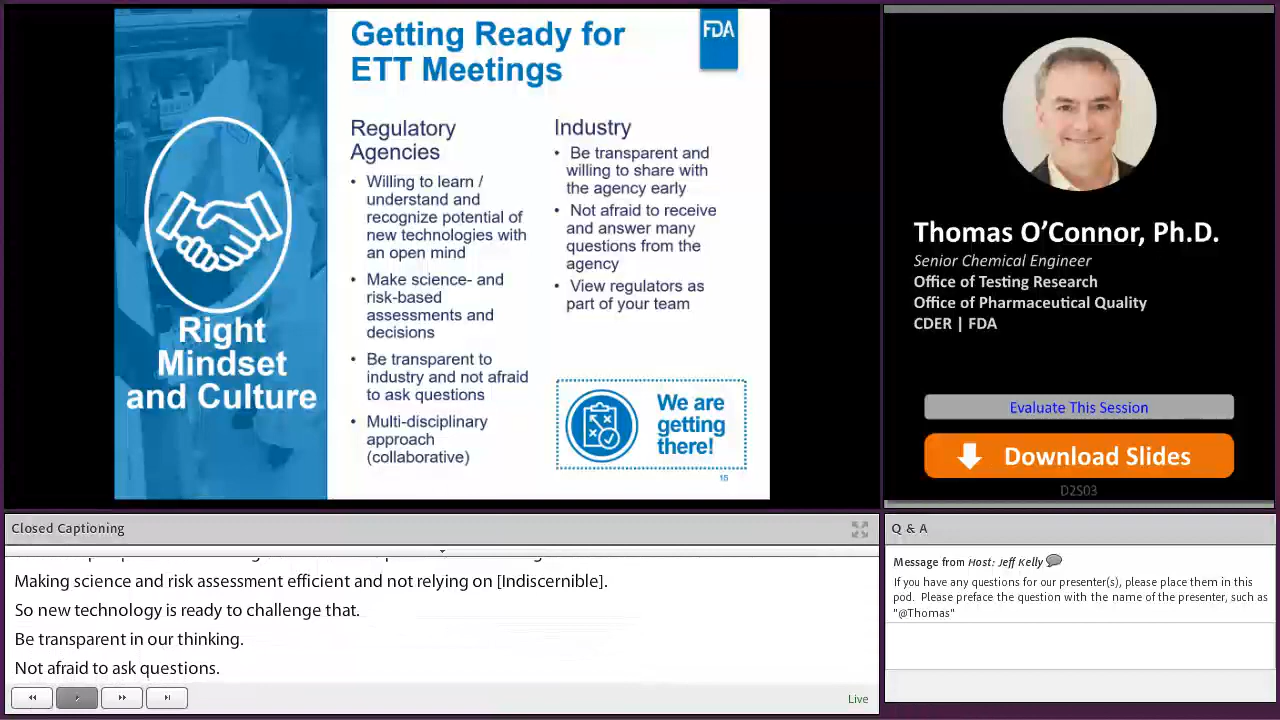 Getting Ready for
ETT Meetings
FDA
Right
Mindset
and Culture
Regulatory
Agencies
• Willing to learn /
understand and
recognize potential of
new technologies with
an open mind
• Make science- and
risk-based
assessments and
decisions
• Be transparent to
industry and not afraid
to ask questions
• Multi-disciplinary
approach
(collaborative)
Industry
• Be transparent and
willing to share with
the agency early
• Not afraid to receive
and answer many
questions from the
agency
• View regulators as
part of your team
We are
getting
there!
15
Thomas O’Connor, Ph.D.
Senior Chemical Engineer
Office of Testing Research
Office of Pharmaceutical Quality
CDER | FDA
Evaluate This Session
Download Slides
D2S03
Closed Captioning
Making science and risk assessment efficient and not relying on [Indiscernible].
So new technology is ready to challenge that.
Be transparent in our thinking.
Not afraid to ask questions.
Live
Q & A
Message from Host: Jeff Kelly
If you have any questions for our presenter(s), please place them in this
pod. Please preface the question with the name of the presenter, such as
"@Thomas"